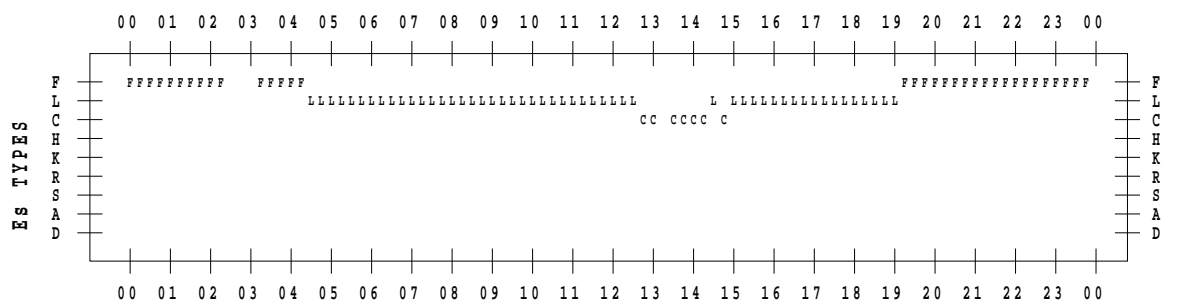 00 01 02 03 04 05 06 07 08 09 10 11 12 13 14 15 16 17 18 19 20 21 22 23 00
F FFFFFFFFFF FFFFF FFFFFFFFFFFFFFFFFFF F
L LLLLLLLLLLLLLLLLLLLLLLLLLLLLLLLLL L LLLLLLLLLLLLLLLLL L
C CC CCCC C C
H H
K K
R R
S S
A A
D D
Es TYPES
00 01 02 03 04 05 06 07 08 09 10 11 12 13 14 15 16 17 18 19 20 21 22 23 00